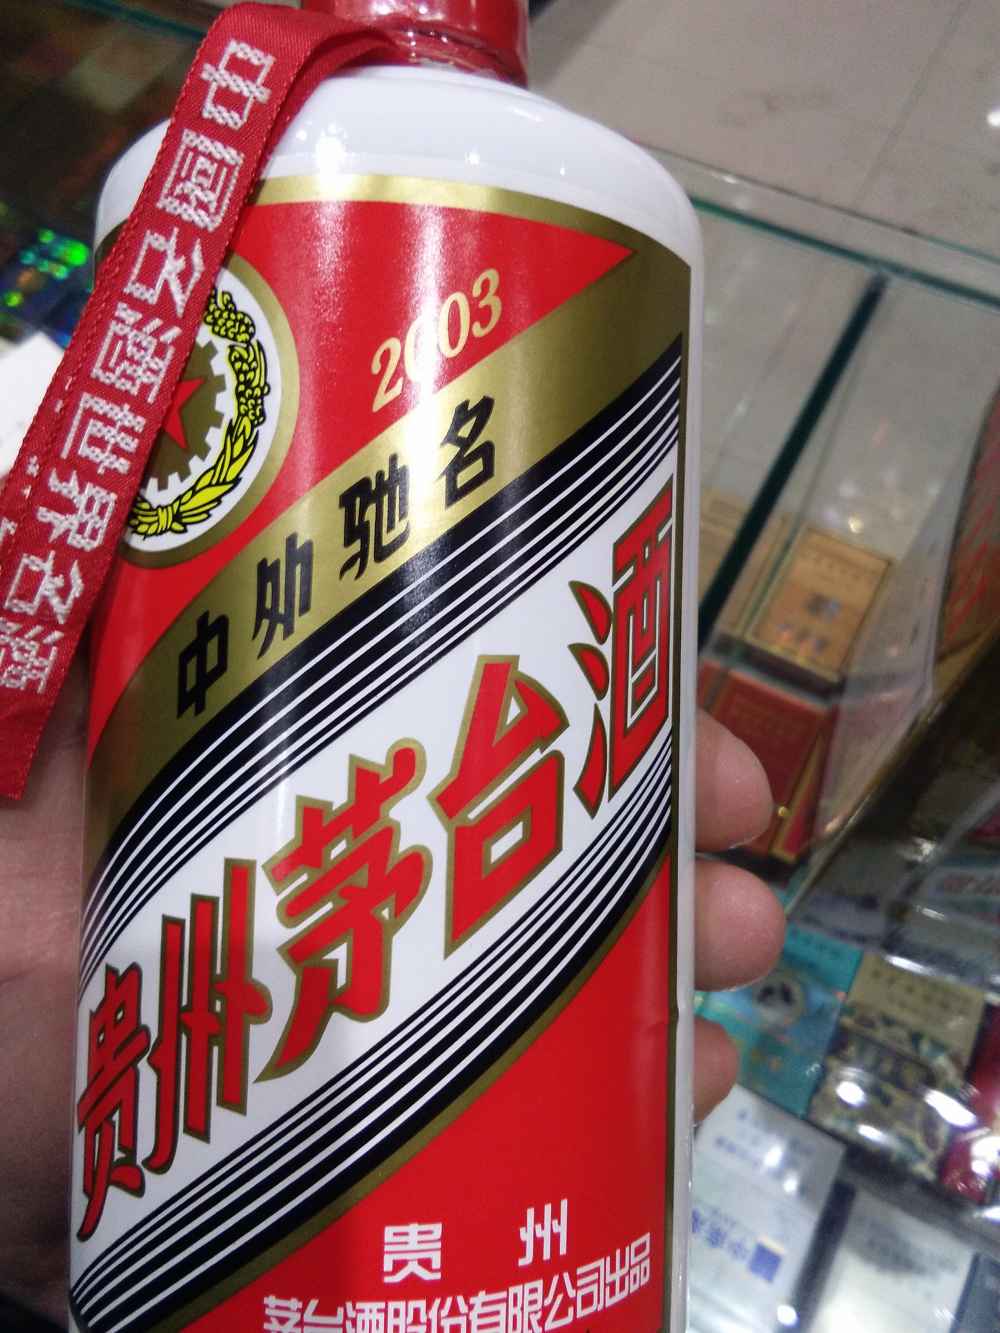 中國名酒世界名酒
2003
中外驰名
贵州茅台酒
贵州
茅台酒股份有限公司出品